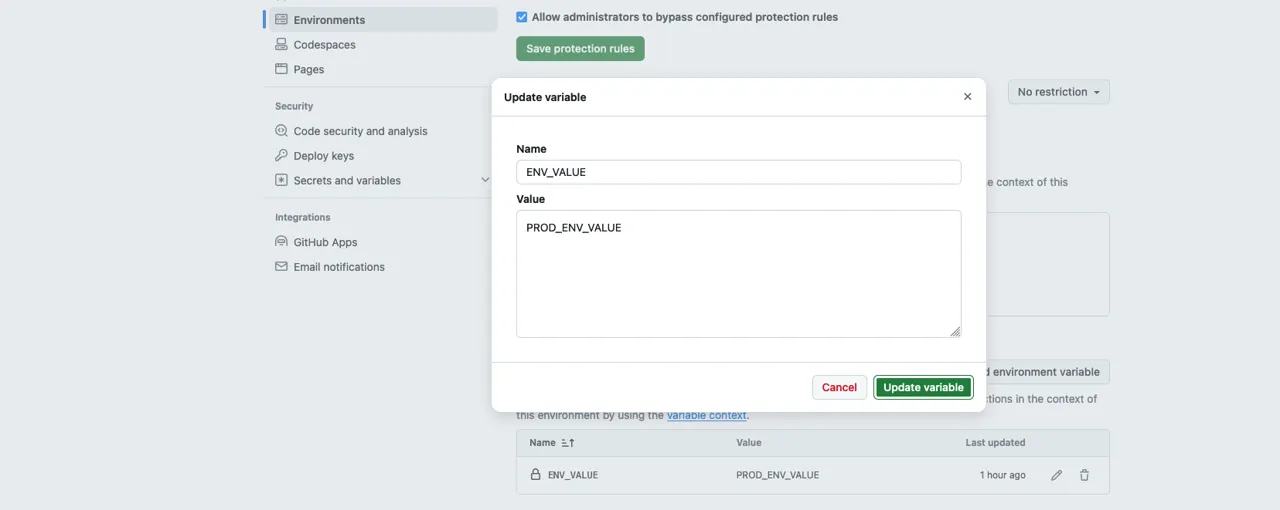 Environments
Codespaces
Pages
Security
Code security and analysis
Deploy keys
Secrets and variables
Integrations
GitHub Apps
Email notifications
Allow administrators to bypass configured protection rules
Save protection rules
No restriction
Update variable
Name
ENV_VALUE
Value
PROD_ENV_VALUE
Cancel
Update variable
e context of this
d environment variable
ctions in the context of
this environment by using the variable context.
Name Value Last updated
ENV_VALUE PROD_ENV_VALUE 1 hour ago